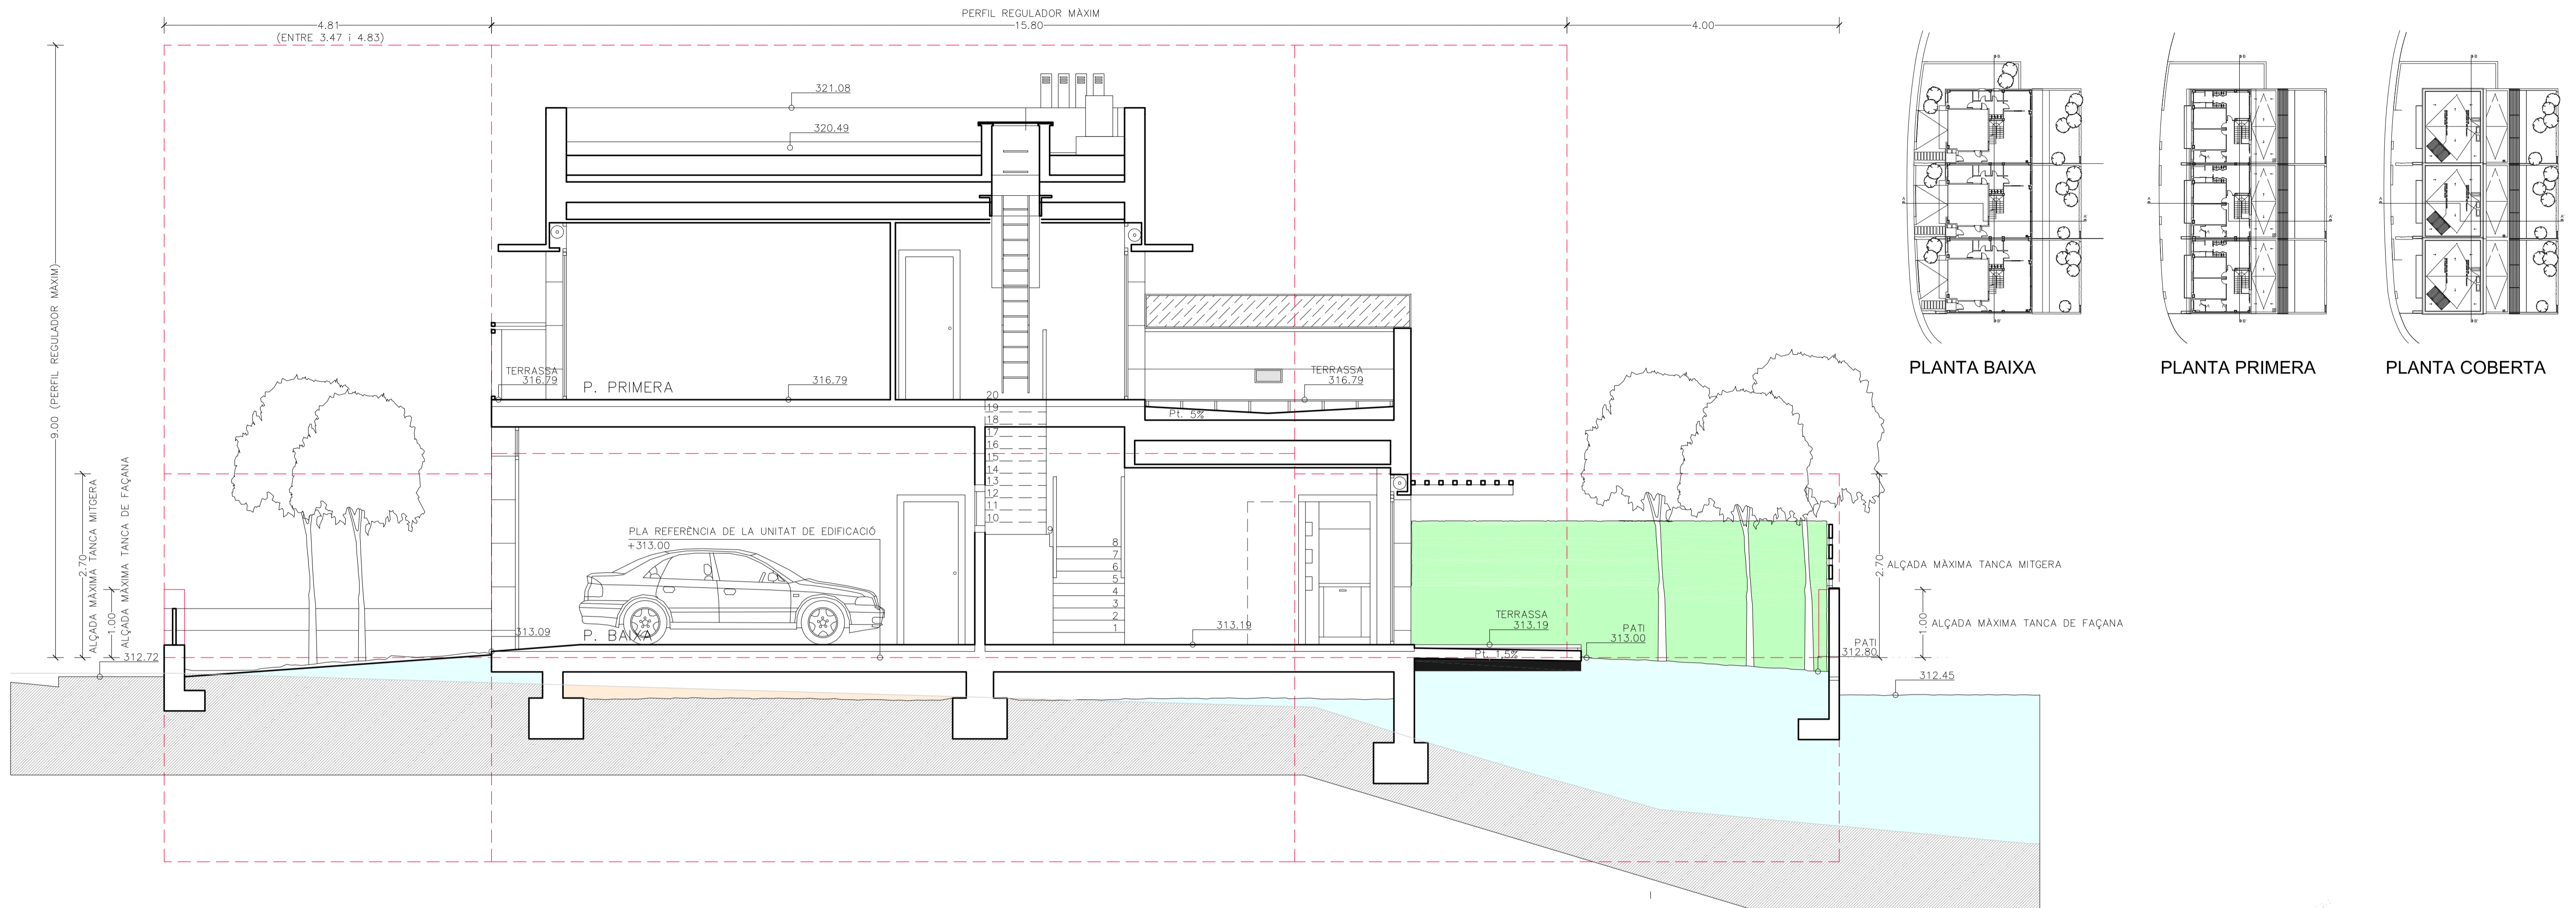 PERFIL REGULADOR MÀXIM
4.81
(ENTRE 3.47 i 4.83)
15.80
4.00
9.00 (PERFIL REGULADOR MÀXIM)
321.08
320.49
TERRASSA
316.79
P. PRIMERA
316.79
TERRASSA
316.79
Pt. 5%
20
19
18
17
16
15
14
13
12
11
10
9
8
7
6
5
4
3
2
1
2.70
ALÇADA MÀXIMA TANCA MITGERA
1.00
ALÇADA MÀXIMA TANCA DE FAÇANA
312.72
PLA REFERÈNCIA DE LA UNITAT DE EDIFICACIÓ
+313.00
313.09
P. BAIXA
313.19
TERRASSA
313.19
Pt. 1,5%
PATI
313.00
2.70
ALÇADA MÀXIMA TANCA MITGERA
1.00
ALÇADA MÀXIMA TANCA DE FAÇANA
PATI
312.80
312.45
PLANTA BAIXA
PLANTA PRIMERA
PLANTA COBERTA